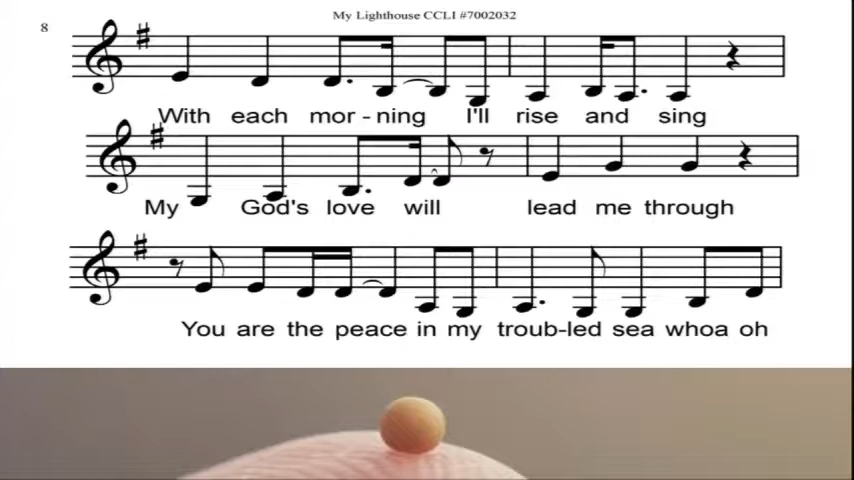 My Lighthouse CCLI #7002032
8
With each mor - ning I'll rise and sing
My God's love will lead me through
You are the peace in my troub-led sea whoa oh